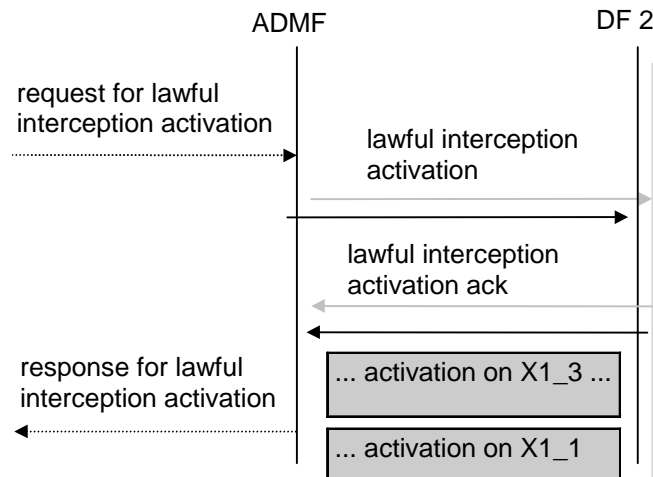 ADMF
DF 2
request for lawful
interception activation
lawful interception
activation
lawful interception
activation ack
response for lawful
interception activation
... activation on X1_3 ...
... activation on X1_1